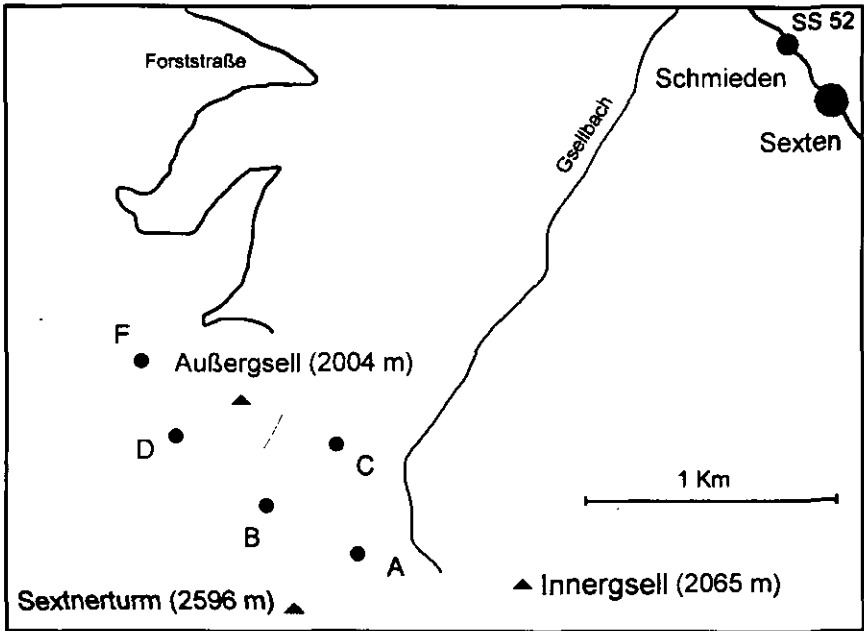 SS 52
Forststraße
Schmieden
Gsellbach
Sexten
F
Außergsell (2004 m)
D
C
1 Km
B
A
Innergsell (2065 m)
Sextnerturm (2596 m)